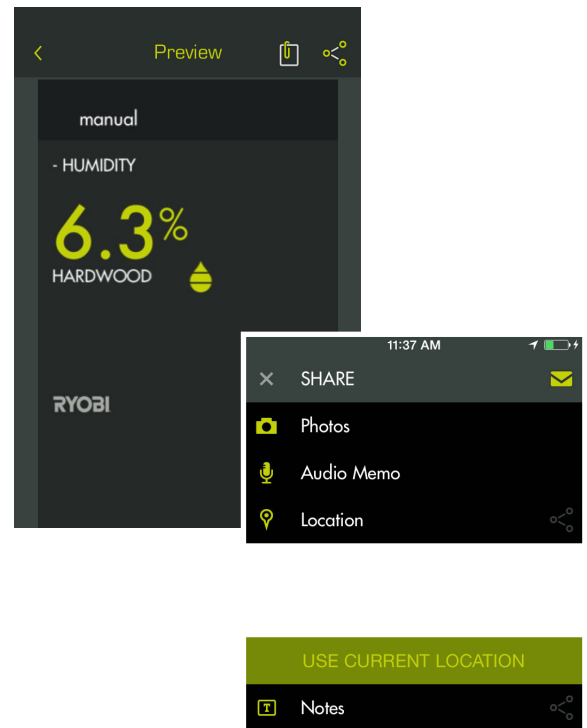 Preview
manual
- HUMIDITY
6.3%
HARDWOOD
RYOBI
11:37 AM
SHARE
Photos
Audio Memo
Location
USE CURRENT LOCATION
T Notes